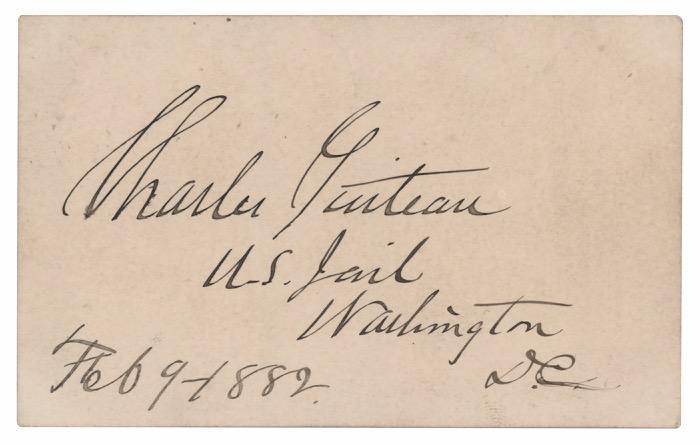 Charles Guiteau
U.S. Jail
Washington
D.C.
Feb 9-1882.